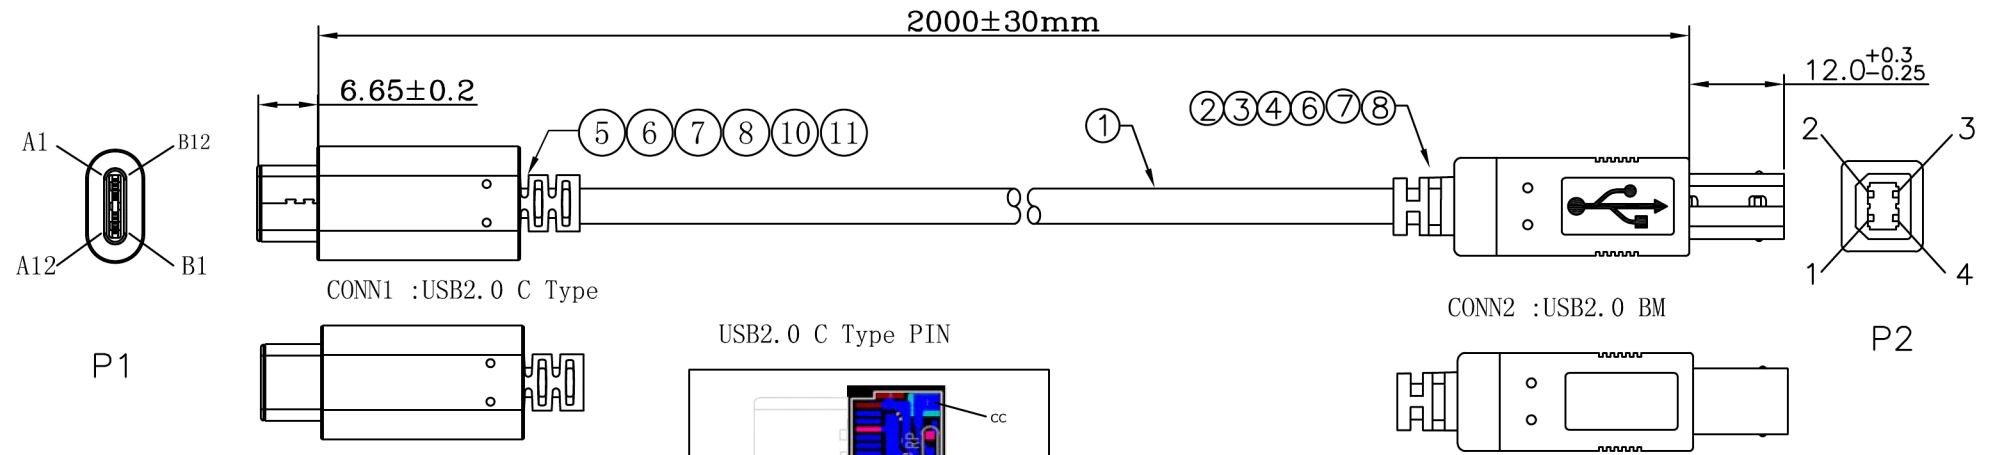 2000±30mm
6.65±0.2
12.0+0.3-0.25
5 6 7 8 10 11
1
2 3 4 6 7 8
A1
B12
A12
B1
2
3
1
4
CONN1 :USB2.0 C Type
CONN2 :USB2.0 BM
P1
USB2.0 C Type PIN
P2
CC
RP